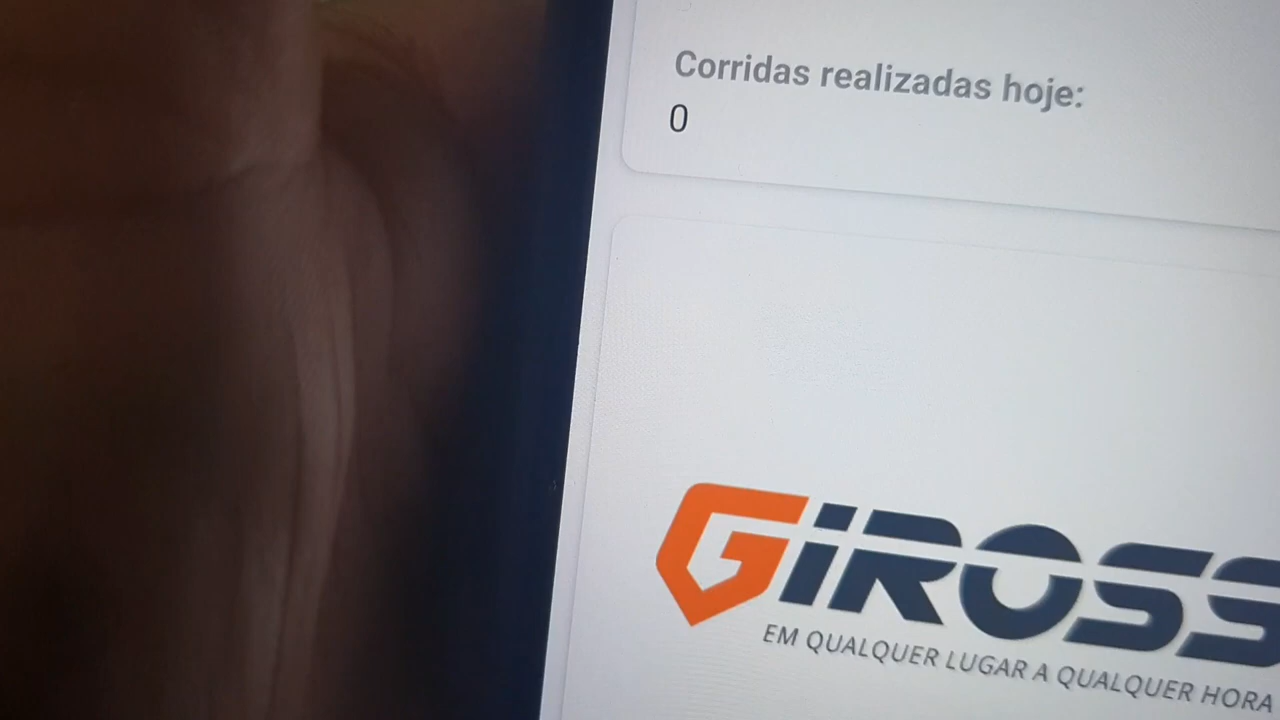 Corridas realizadas hoje:
0
GIROSS
EM QUALQUER LUGAR A QUALQUER HORA